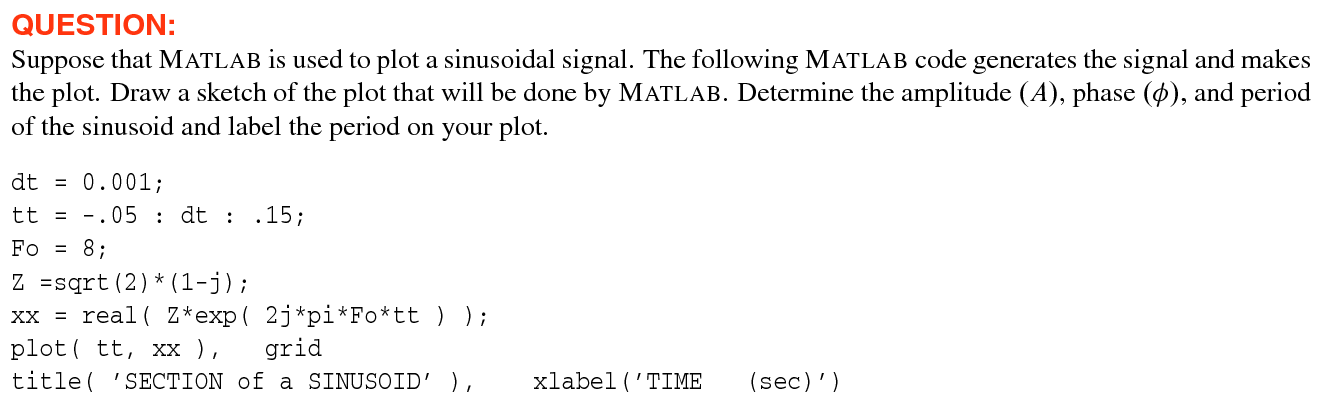 QUESTION:
Suppose that MATLAB is used to plot a sinusoidal signal. The following MATLAB code generates the signal and makes
the plot. Draw a sketch of the plot that will be done by MATLAB. Determine the amplitude (A), phase (ϕ), and period
of the sinusoid and label the period on your plot.
dt = 0.001;
tt = -.05 : dt : .15;
Fo = 8;
Z =sqrt(2)*(1-j);
xx = real( Z*exp( 2j*pi*Fo*tt ) );
plot( tt, xx ),   grid
title( ’SECTION of a SINUSOID’ ),    xlabel(’TIME   (sec)’)